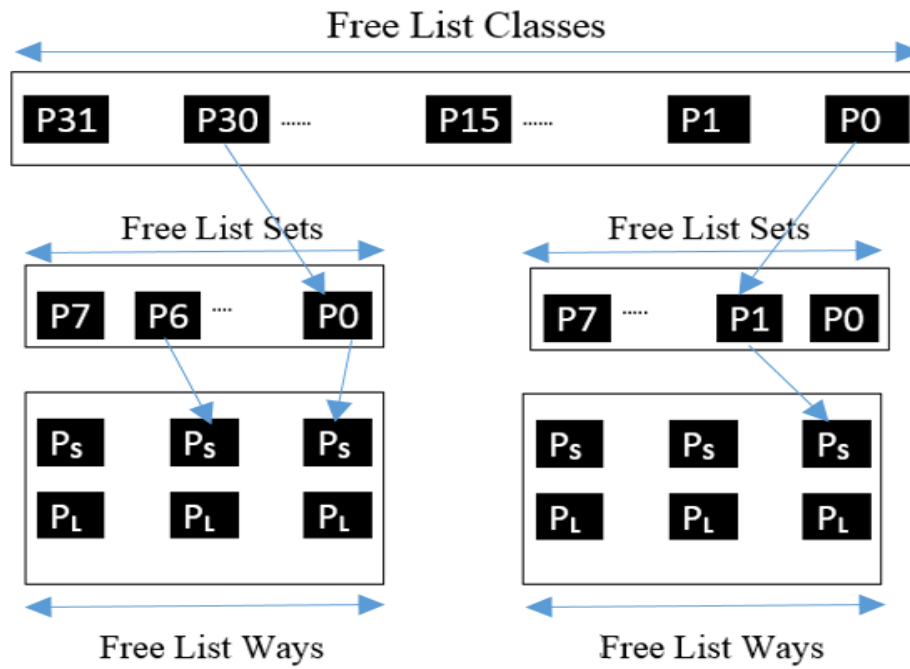 Free List Classes
P31 P30 ...... P15 ...... P1 P0
Free List Sets Free List Sets
P7 P6 .... P0 P7 ..... P1 P0
PS PS PS PS PS PS
PL PL PL PL PL PL
Free List Ways Free List Ways